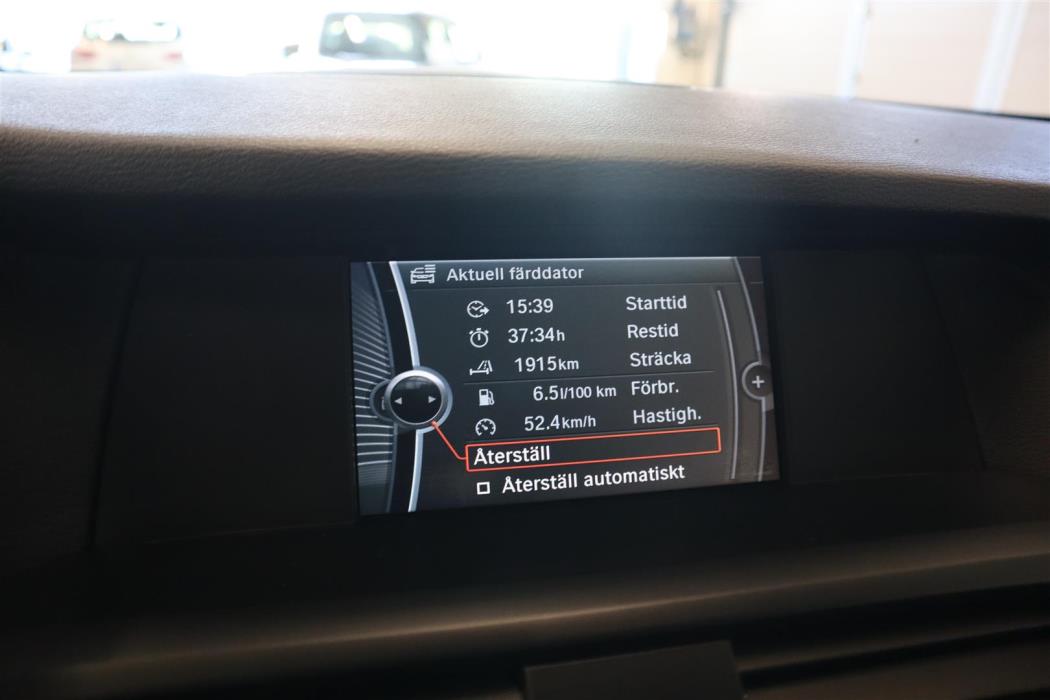 Aktuell färddator
15:39 Starttid
37:34h Restid
1915km Sträcka
6.5l/100 km Förbr.
52.4km/h Hastigh.
Återställ
Återställ automatiskt